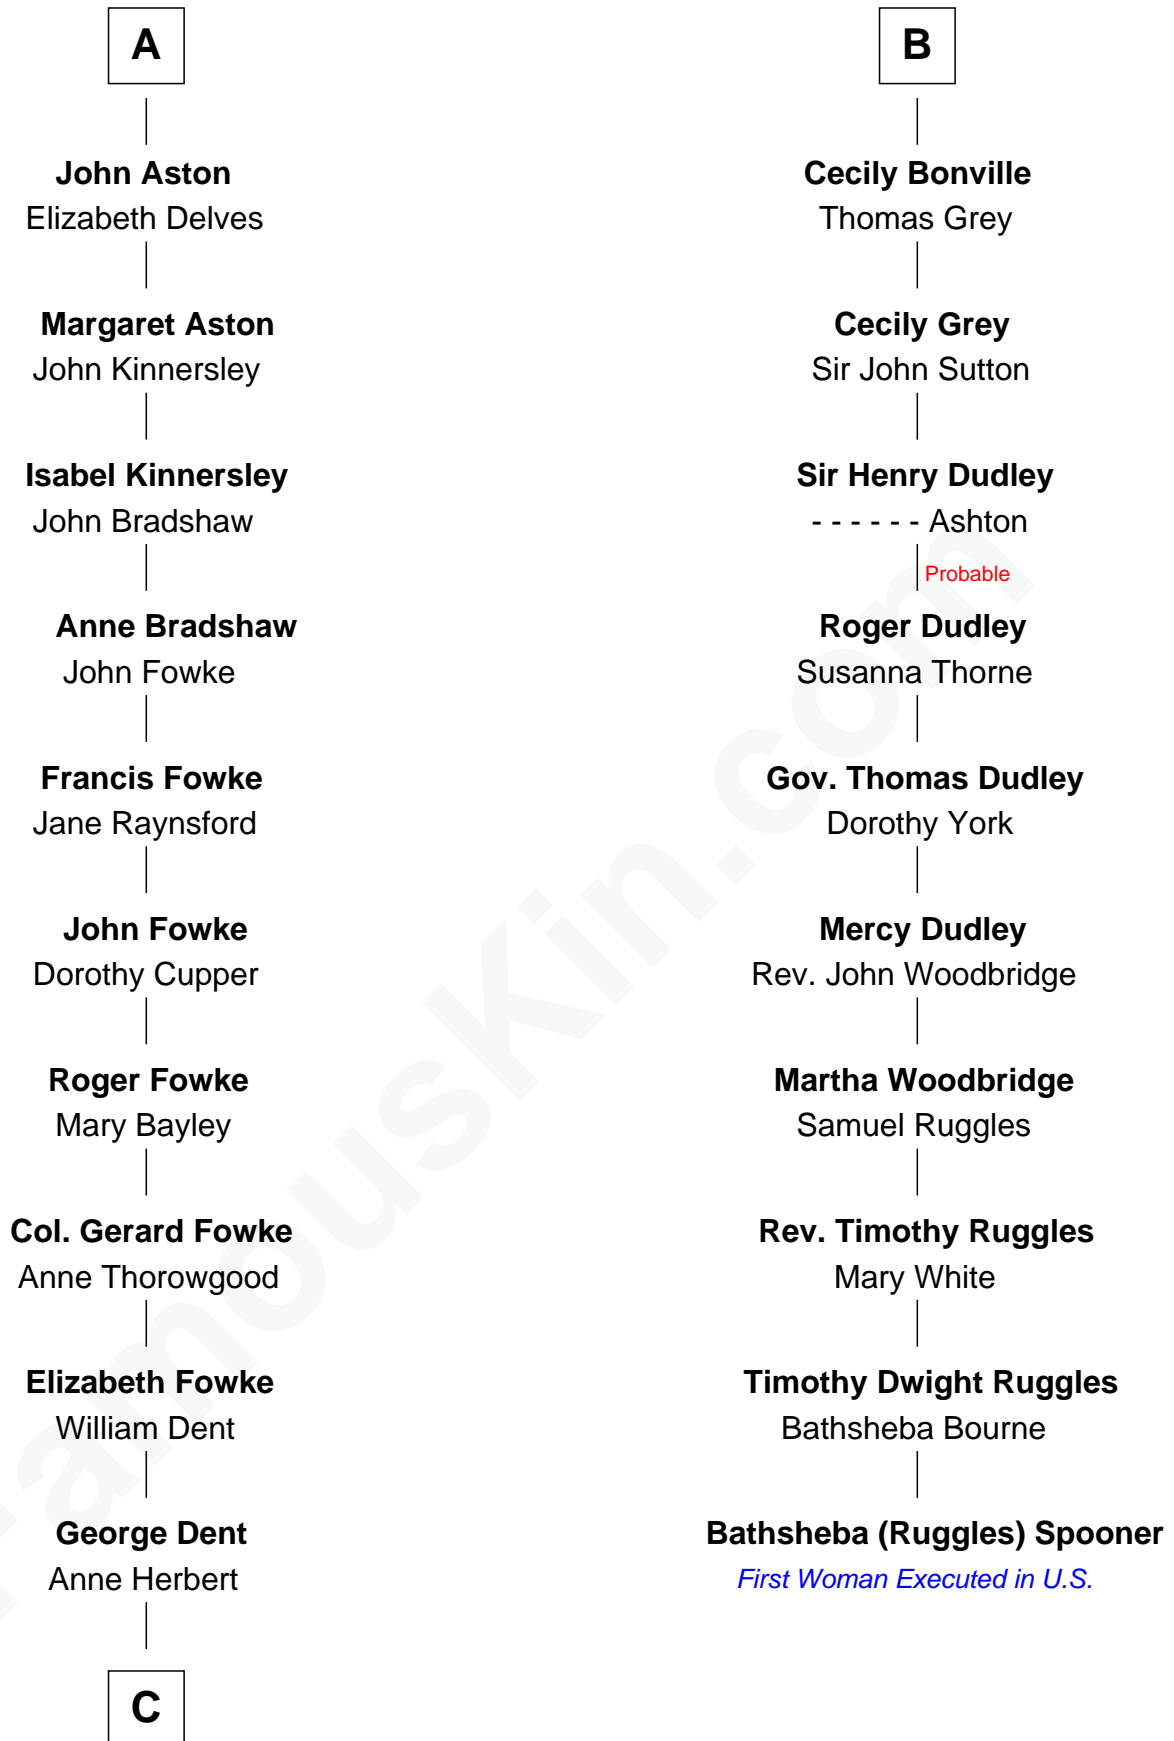 A
John Aston
Elizabeth Delves
Margaret Aston
John Kinnersley
Isabel Kinnersley
John Bradshaw
Anne Bradshaw
John Fowke
Francis Fowke
Jane Raynsford
John Fowke
Dorothy Cupper
Roger Fowke
Mary Bayley
Col. Gerard Fowke
Anne Thorowgood
Elizabeth Fowke
William Dent
George Dent
Anne Herbert
C
B
Cecily Bonville
Thomas Grey
Cecily Grey
Sir John Sutton
Sir Henry Dudley
- - - - - - Ashton
Probable
Roger Dudley
Susanna Thorne
Gov. Thomas Dudley
Dorothy York
Mercy Dudley
Rev. John Woodbridge
Martha Woodbridge
Samuel Ruggles
Rev. Timothy Ruggles
Mary White
Timothy Dwight Ruggles
Bathsheba Bourne
Bathsheba (Ruggles) Spooner
First Woman Executed in U.S.
FamousKin.com